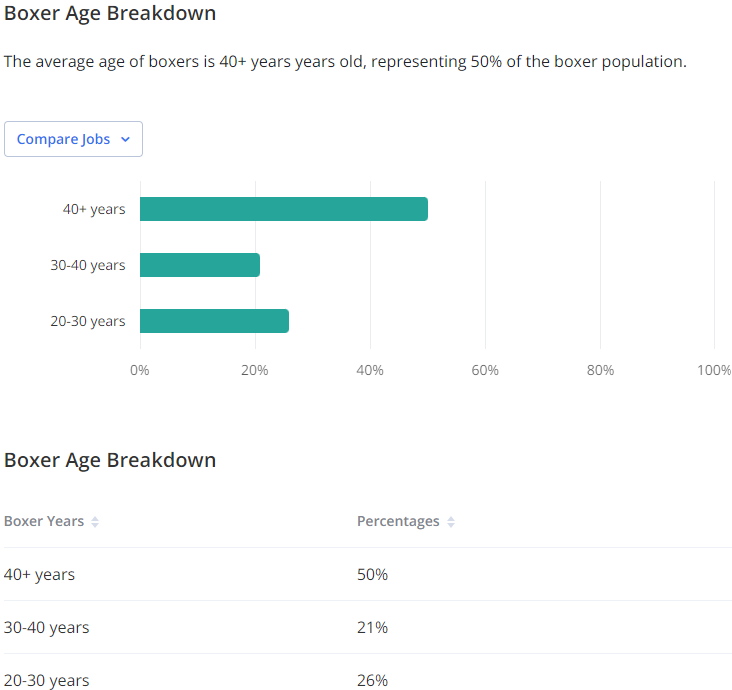 Boxer Age Breakdown
The average age of boxers is 40+ years years old, representing 50% of the boxer population.
Compare Jobs
40+ years
30-40 years
20-30 years
0% 20% 40% 60% 80% 100%
Boxer Age Breakdown
Boxer Years Percentages
40+ years 50%
30-40 years 21%
20-30 years 26%